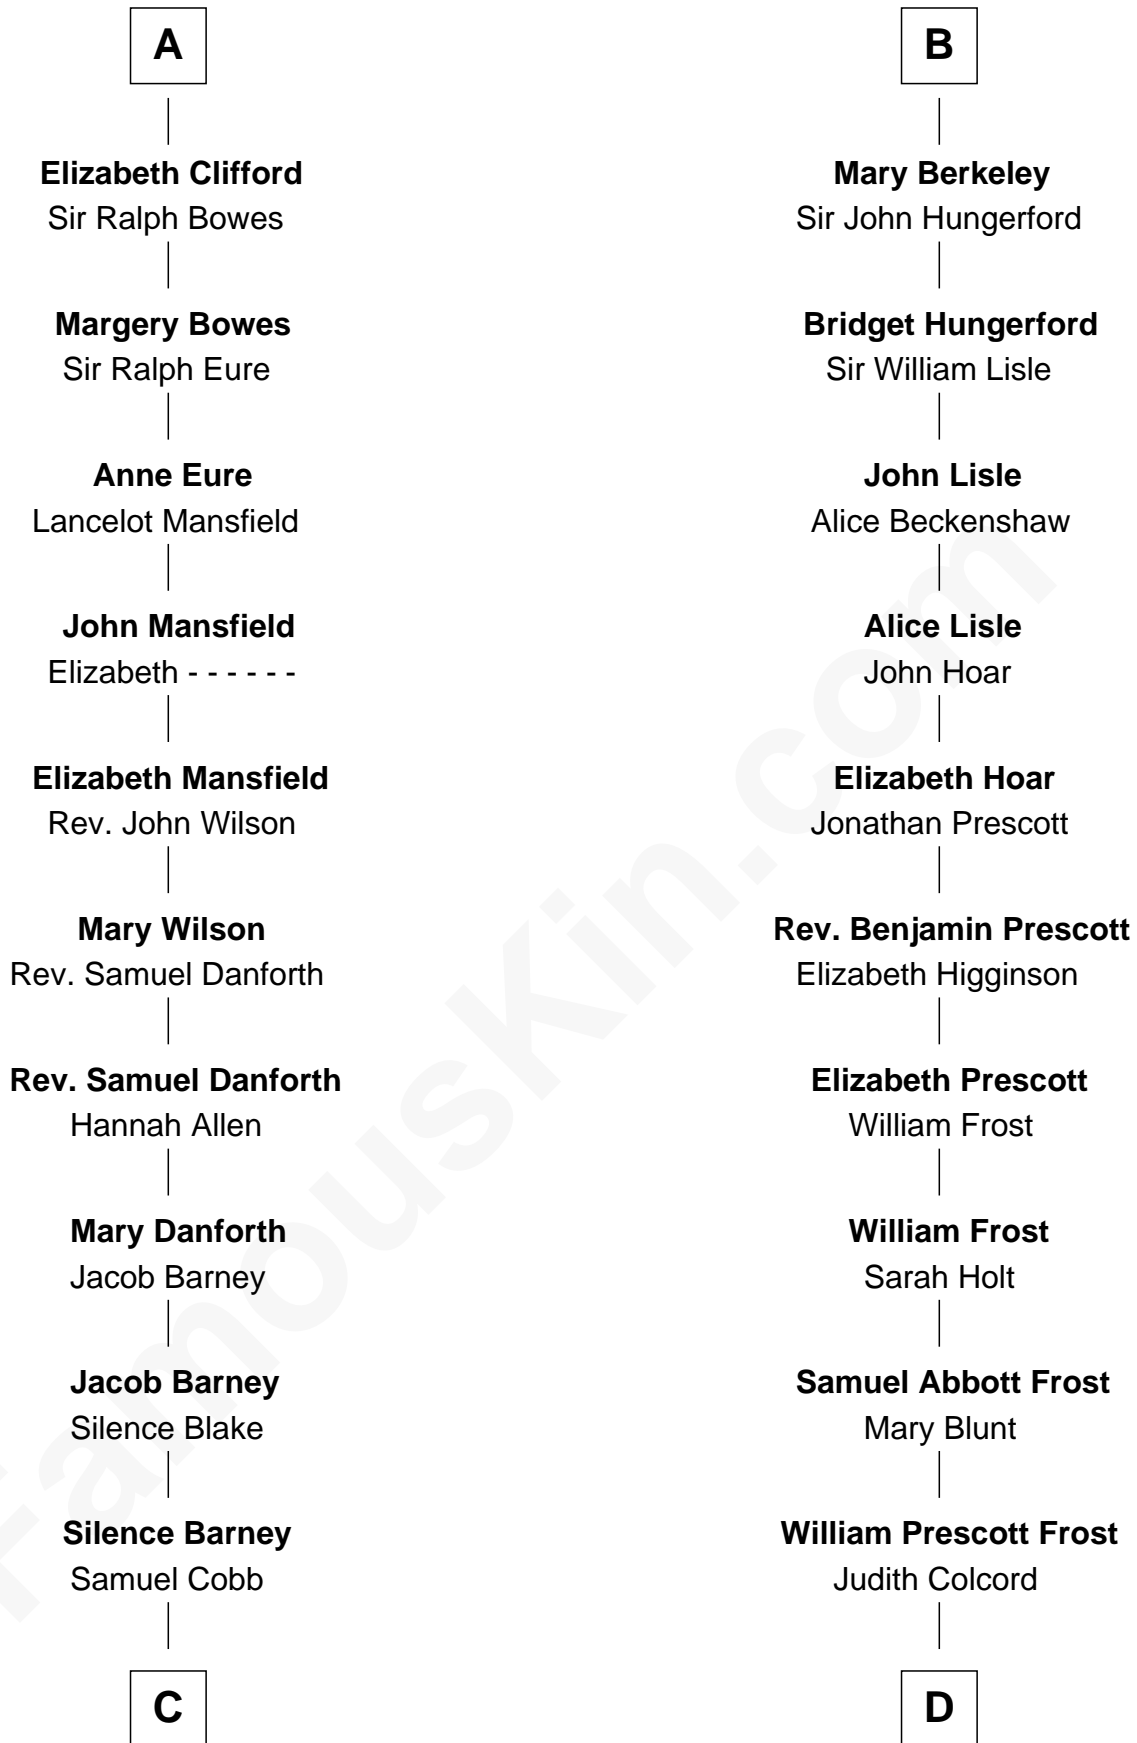 A
Elizabeth Clifford
Sir Ralph Bowes
Margery Bowes
Sir Ralph Eure
Anne Eure
Lancelot Mansfield
John Mansfield
Elizabeth - - - - - -
Elizabeth Mansfield
Rev. John Wilson
Mary Wilson
Rev. Samuel Danforth
Rev. Samuel Danforth
Hannah Allen
Mary Danforth
Jacob Barney
Jacob Barney
Silence Blake
Silence Barney
Samuel Cobb
C
B
Mary Berkeley
Sir John Hungerford
Bridget Hungerford
Sir William Lisle
John Lisle
Alice Beckenshaw
Alice Lisle
John Hoar
Elizabeth Hoar
Jonathan Prescott
Rev. Benjamin Prescott
Elizabeth Higginson
Elizabeth Prescott
William Frost
William Frost
Sarah Holt
Samuel Abbott Frost
Mary Blunt
William Prescott Frost
Judith Colcord
D
FamousKin.com